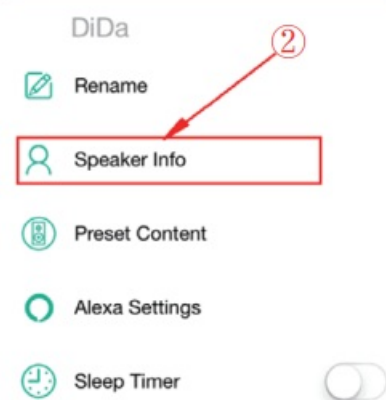 DiDa
②
Rename
Speaker Info
Preset Content
Alexa Settings
Sleep Timer